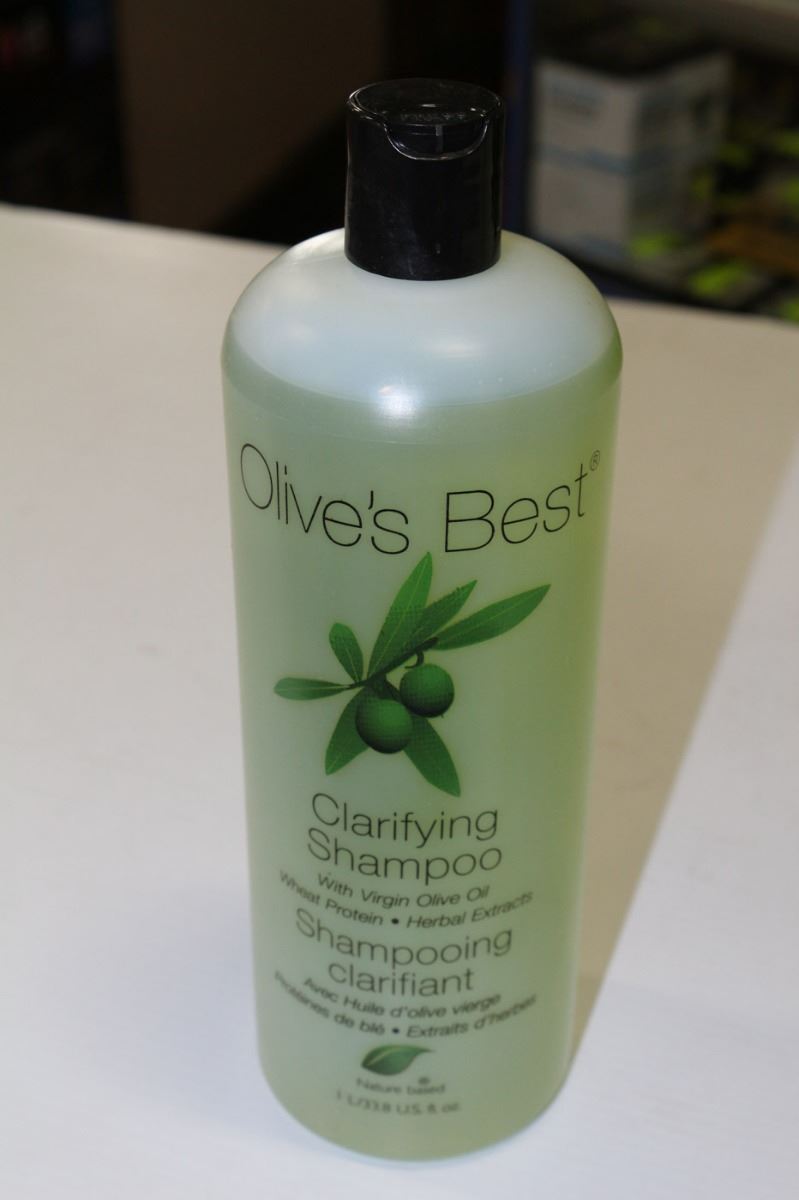 Olive's Best®
Clarifying
Shampoo
With Virgin Olive Oil
Wheat Protein • Herbal Extracts
Shampooing
clarifiant
Avec Huile d'olive vierge
Protéines de blé • Extraits d'herbes
Nature based®
1 L/33.8 U.S. fl. oz.